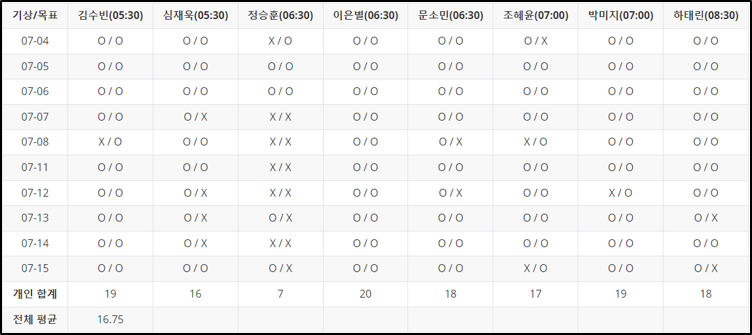 기상/목표 김수빈(05:30) 심재욱(05:30) 정승훈(06:30) 이은별(06:30) 문소민(06:30) 조혜윤(07:00) 박미지(07:00) 하태린(08:30)
07-04 O / O O / O X / O O / O O / O O / X O / O O / O
07-05 O / O O / O O / O O / O O / O O / O O / O O / O
07-06 O / O O / O O / O O / O O / O O / O O / O O / O
07-07 O / O O / X X / X O / O O / O O / O O / O O / O
07-08 X / O O / O X / X O / O O / X X / O O / O O / O
07-11 O / O O / O X / X O / O O / O O / O O / O O / O
07-12 O / O O / X X / X O / O O / X O / O X / O O / O
07-13 O / O O / X O / X O / O O / O O / O O / O O / X
07-14 O / O O / X X / X O / O O / O O / O O / O O / O
07-15 O / O O / O O / X O / O O / O X / O O / O O / X
개인 합계 19 16 7 20 18 17 19 18
전체 평균 16.75